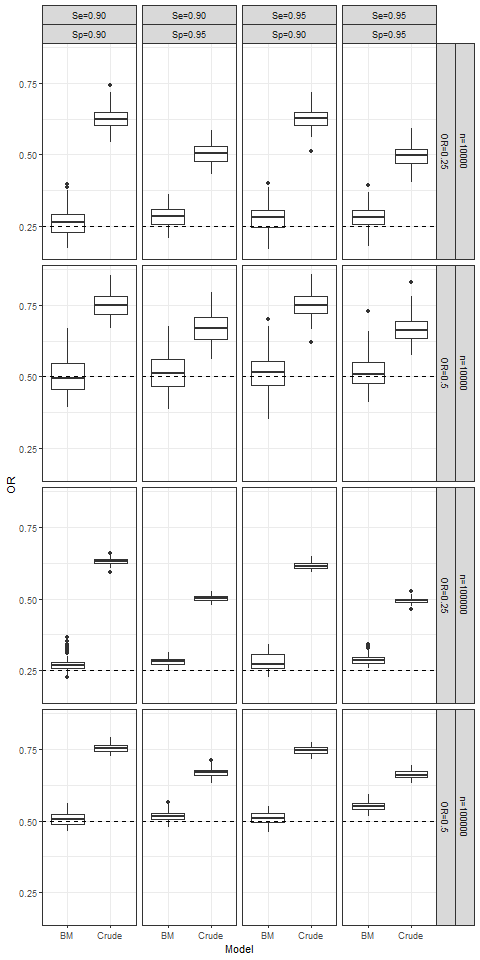 Se=0.90 Se=0.90 Se=0.95 Se=0.95
Sp=0.90 Sp=0.95 Sp=0.90 Sp=0.95
0.75
0.50
0.25
OR=0.25
n=10000
0.75
0.50
0.25
OR=0.5
n=10000
OR
0.75
0.50
0.25
OR=0.25
n=100000
0.75
0.50
0.25
OR=0.5
n=100000
BM Crude BM Crude BM Crude BM Crude
Model